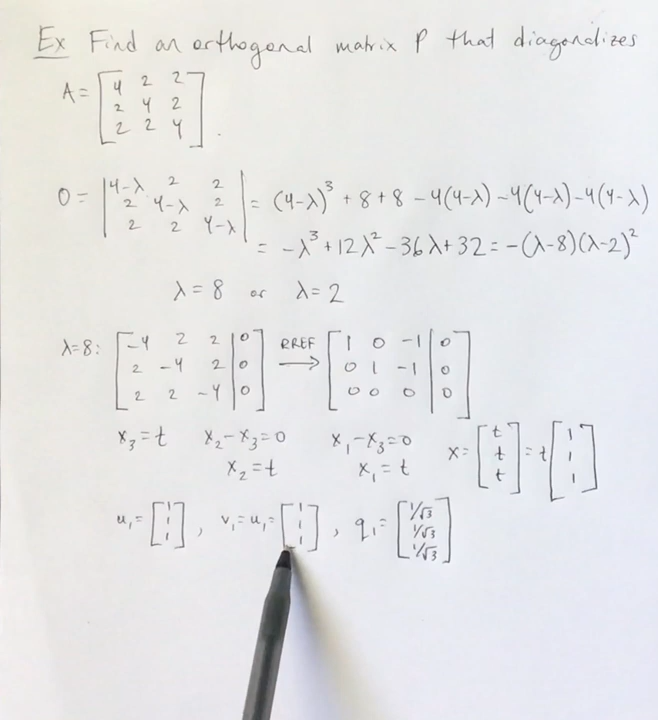 Ex Find an orthogonal matrix P that diagonalizes
A = [4 2 2
2 4 2
2 2 4].
0 = |4-λ 2 2
2 4-λ 2
2 2 4-λ| = (4-λ)³ + 8 + 8 - 4(4-λ) - 4(4-λ) - 4(4-λ)
= -λ³ + 12λ² - 36λ + 32 = -(λ-8)(λ-2)²
λ = 8 or λ = 2
λ=8: [-4 2 2 | 0
2 -4 2 | 0
2 2 -4 | 0] RREF → [1 0 -1 | 0
0 1 -1 | 0
0 0 0 | 0]
x₃ = t x₂ - x₃ = 0 x₁ - x₃ = 0 x = [t t t] = t [1 1 1]
x₂ = t x₁ = t
u₁ = [1 1 1], v₁ = u₁ = [1 1 1], q₁ = [1/√3 1/√3 1/√3]